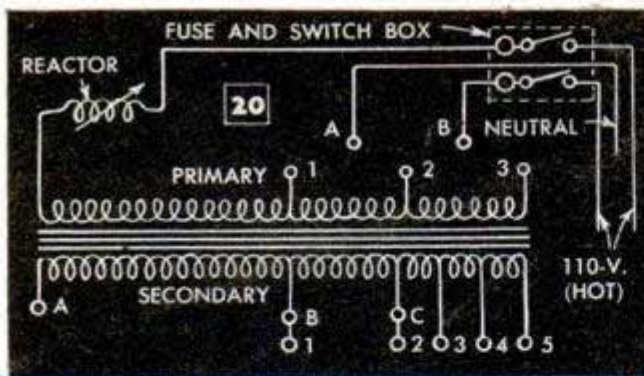 FUSE AND SWITCH BOX
REACTOR
20
A
B
NEUTRAL
PRIMARY
1
2
3
110-V.
(HOT)
SECONDARY
A
B
C
1
2
3
4
5